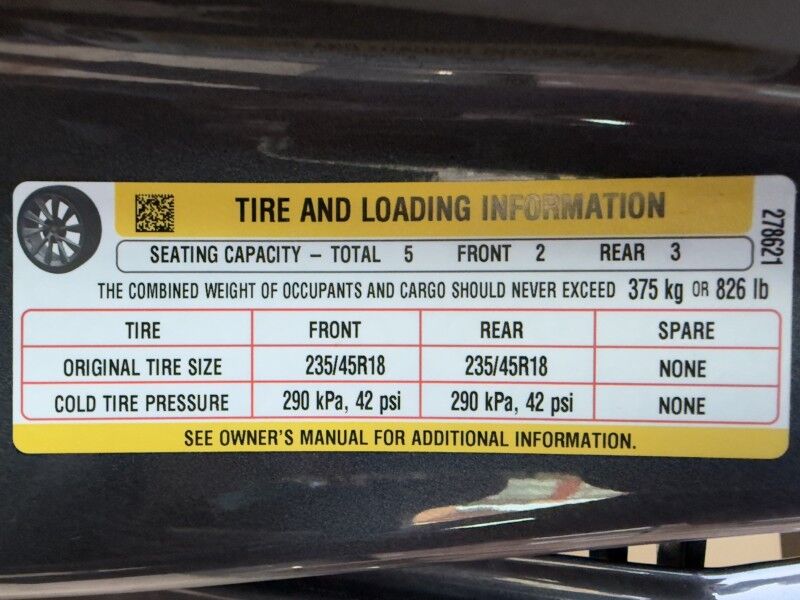 TIRE AND LOADING INFORMATION
278621
SEATING CAPACITY – TOTAL 5 FRONT 2 REAR 3
THE COMBINED WEIGHT OF OCCUPANTS AND CARGO SHOULD NEVER EXCEED 375 kg OR 826 lb
TIRE FRONT REAR SPARE
ORIGINAL TIRE SIZE 235/45R18 235/45R18 NONE
COLD TIRE PRESSURE 290 kPa, 42 psi 290 kPa, 42 psi NONE
SEE OWNER'S MANUAL FOR ADDITIONAL INFORMATION.